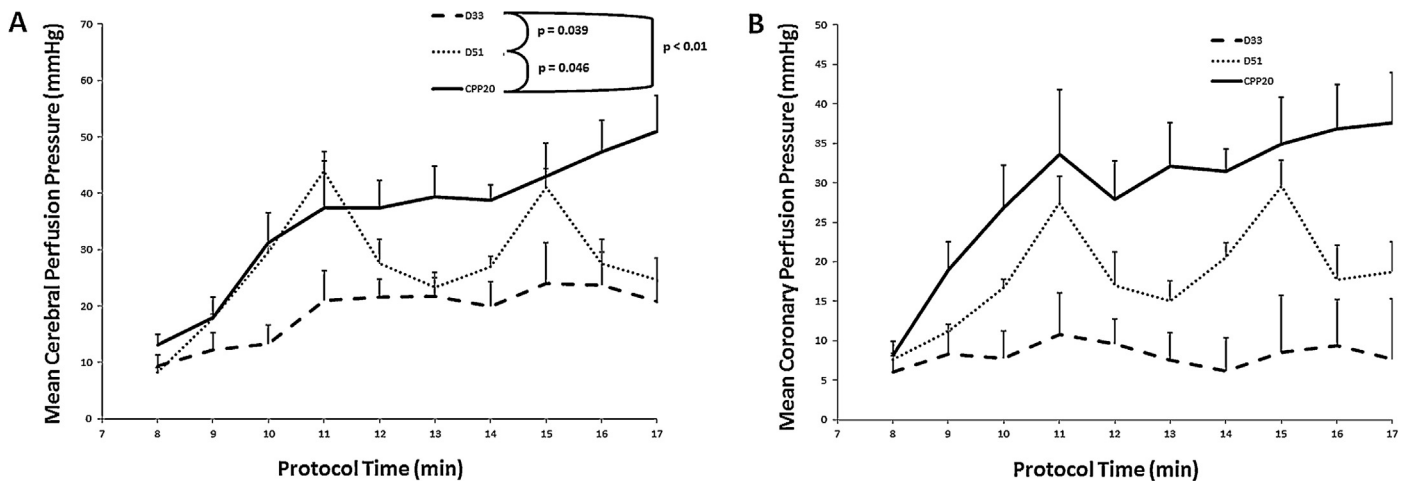 A
Mean Cerebral Perfusion Pressure (mmHg)
70
60
50
40
30
20
10
0
7 8 9 10 11 12 13 14 15 16 17
Protocol Time (min)
D33
D51
CPP20
p = 0.039
p = 0.046
p < 0.01
B
Mean Coronary Perfusion Pressure (mmHg)
50
45
40
35
30
25
20
15
10
5
0
7 8 9 10 11 12 13 14 15 16 17
Protocol Time (min)
D33
D51
CPP20